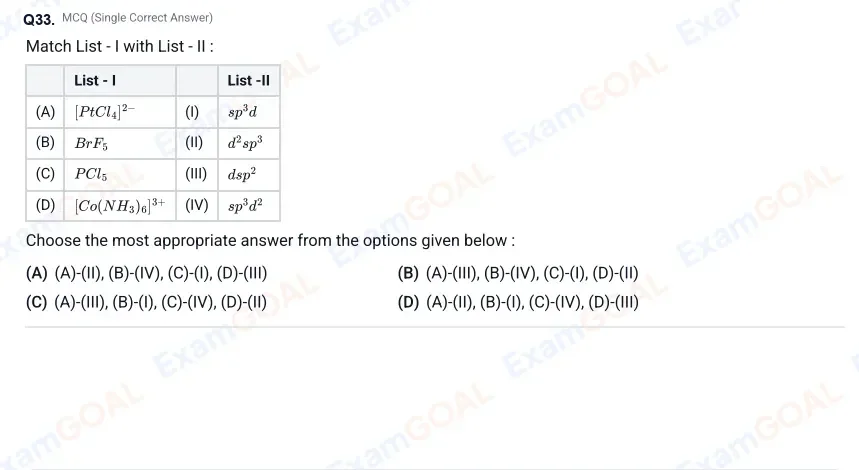 Q33. MCQ (Single Correct Answer)
Match List - I with List - II :
List - I List -II
(A) [PtCl₄]²⁻ (I) sp³d
(B) BrF₅ (II) d²sp³
(C) PCl₅ (III) dsp²
(D) [Co(NH₃)₆]³⁺ (IV) sp³d²
Choose the most appropriate answer from the options given below :
(A) (A)-(II), (B)-(IV), (C)-(I), (D)-(III) (B) (A)-(III), (B)-(IV), (C)-(I), (D)-(II)
(C) (A)-(III), (B)-(I), (C)-(IV), (D)-(II) (D) (A)-(II), (B)-(I), (C)-(IV), (D)-(III)
ExamGOAL